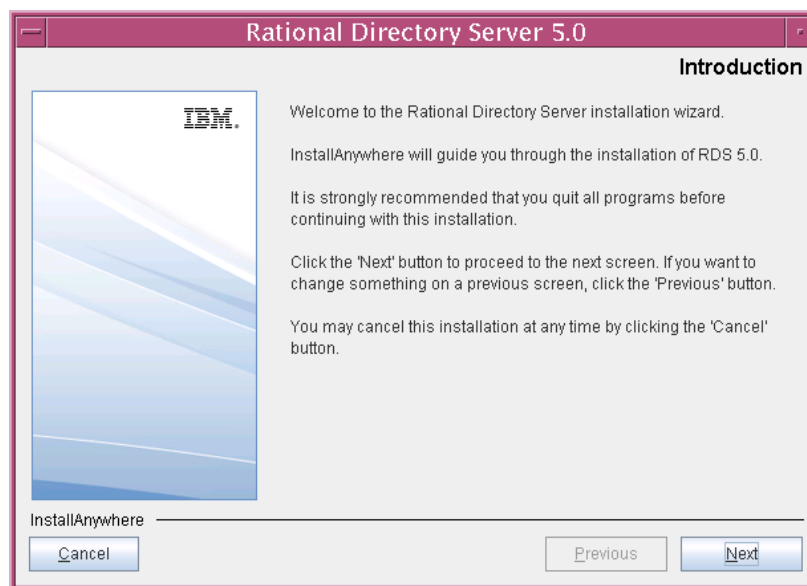 Rational Directory Server 5.0
Introduction
IBM.
Welcome to the Rational Directory Server installation wizard.
InstallAnywhere will guide you through the installation of RDS 5.0.
It is strongly recommended that you quit all programs before
continuing with this installation.
Click the 'Next' button to proceed to the next screen. If you want to
change something on a previous screen, click the 'Previous' button.
You may cancel this installation at any time by clicking the 'Cancel'
button.
InstallAnywhere
Cancel
Previous
Next